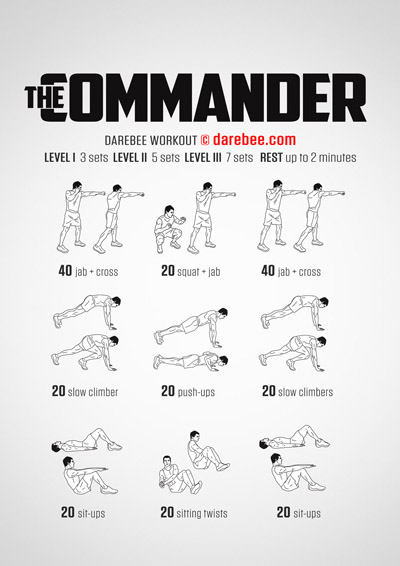 THE COMMANDER
DAREBEE WORKOUT © darebee.com
LEVEL I 3 sets LEVEL II 5 sets LEVEL III 7 sets REST up to 2 minutes
40 jab + cross
20 squat + jab
40 jab + cross
20 slow climber
20 push-ups
20 slow climbers
20 sit-ups
20 sitting twists
20 sit-ups